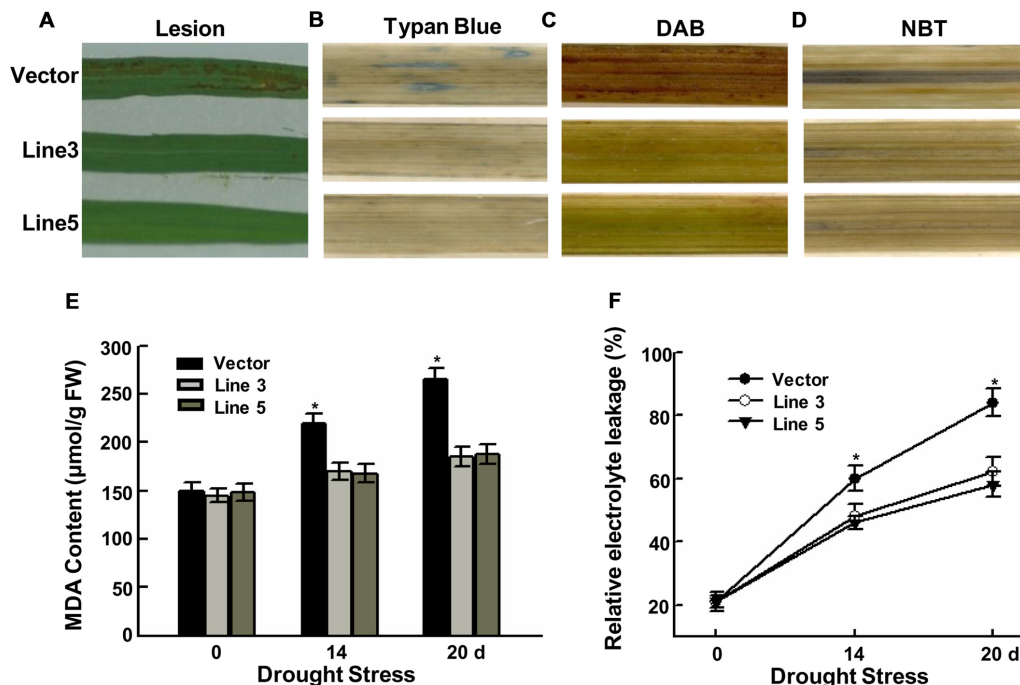 A Lesion B Typan Blue C DAB D NBT
Vector
Line3
Line5
E
MDA Content (µmol/g FW)
300
250
200
150
100
50
0
Vector
Line 3
Line 5
*
*
0 14 20 d
Drought Stress
F
Relative electrolyte leakage (%)
100
80
60
40
20
Vector
Line 3
Line 5
*
*
0 14 20 d
Drought Stress